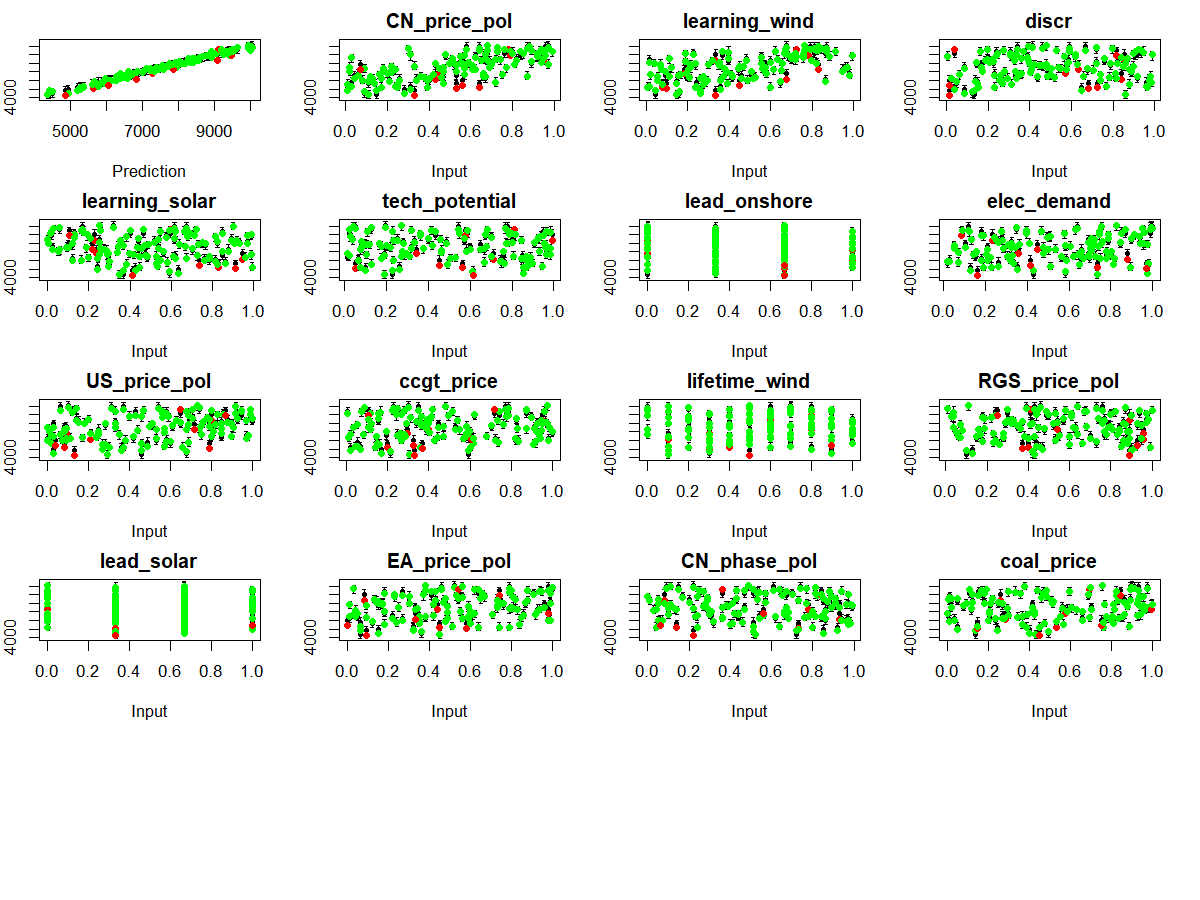 CN_price_pol learning_wind discr
4000 4000 4000 4000
5000 7000 9000 0.0 0.2 0.4 0.6 0.8 1.0 0.0 0.2 0.4 0.6 0.8 1.0 0.0 0.2 0.4 0.6 0.8 1.0
Prediction Input Input Input
learning_solar tech_potential lead_onshore elec_demand
4000 4000 4000 4000
0.0 0.2 0.4 0.6 0.8 1.0 0.0 0.2 0.4 0.6 0.8 1.0 0.0 0.2 0.4 0.6 0.8 1.0 0.0 0.2 0.4 0.6 0.8 1.0
Input Input Input Input
US_price_pol ccgt_price lifetime_wind RGS_price_pol
4000 4000 4000 4000
0.0 0.2 0.4 0.6 0.8 1.0 0.0 0.2 0.4 0.6 0.8 1.0 0.0 0.2 0.4 0.6 0.8 1.0 0.0 0.2 0.4 0.6 0.8 1.0
Input Input Input Input
lead_solar EA_price_pol CN_phase_pol coal_price
4000 4000 4000 4000
0.0 0.2 0.4 0.6 0.8 1.0 0.0 0.2 0.4 0.6 0.8 1.0 0.0 0.2 0.4 0.6 0.8 1.0 0.0 0.2 0.4 0.6 0.8 1.0
Input Input Input Input